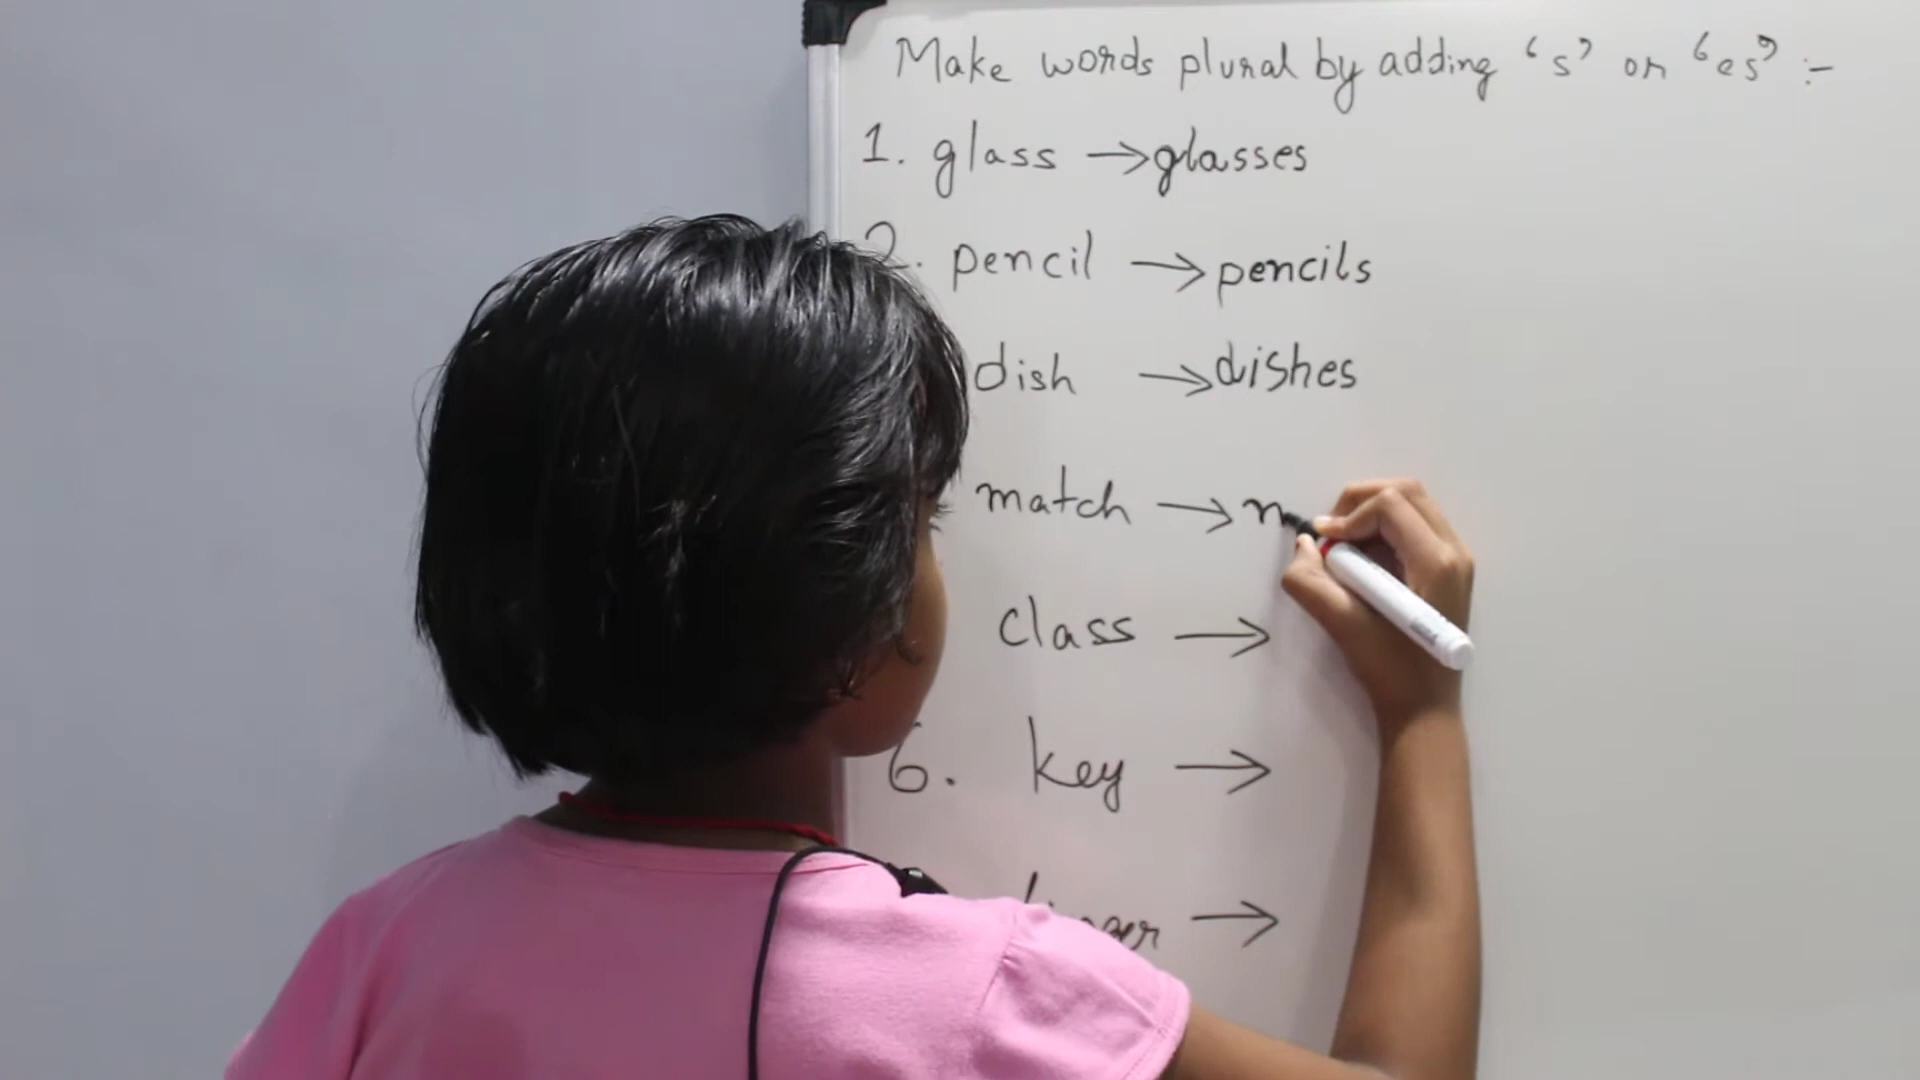 Make words plural by adding ‘s’ or ‘es’ :-
1. glass → glasses
2. pencil → pencils
dish → dishes
match → m
class →
6. key →
→